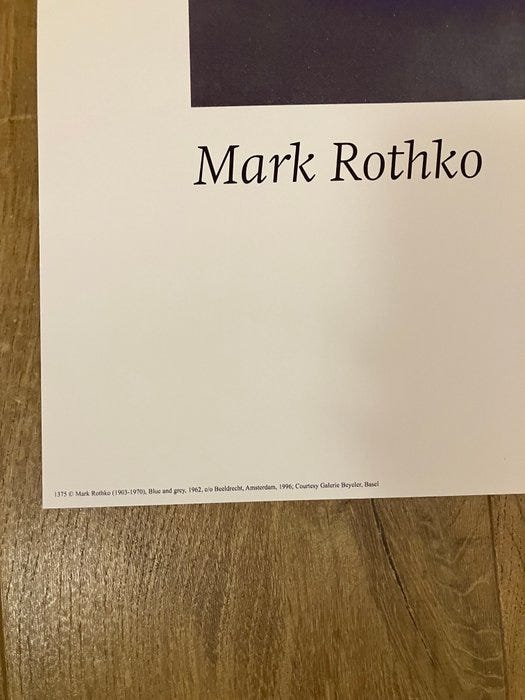 Mark Rothko
1375 © Mark Rothko (1903-1970), Blue and grey, 1962, c/o Beeldrecht, Amsterdam, 1996; Courtesy Galerie Beyeler, Basel